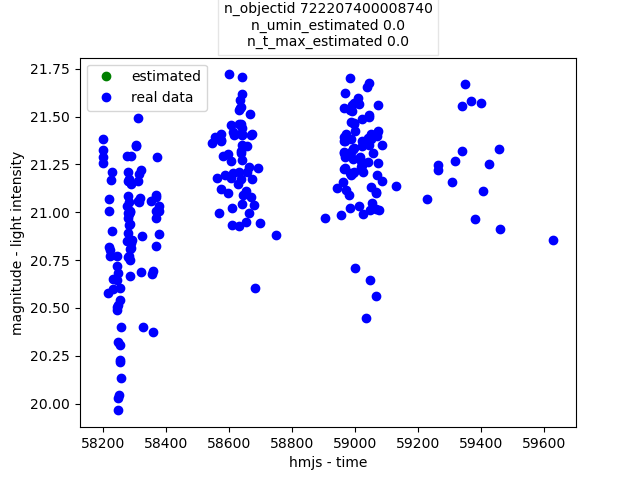 n_objectid 722207400008740
n_umin_estimated 0.0
n_t_max_estimated 0.0
estimated
real data
magnitude - light intensity
21.75
21.50
21.25
21.00
20.75
20.50
20.25
20.00
58200 58400 58600 58800 59000 59200 59400 59600
hmjs - time